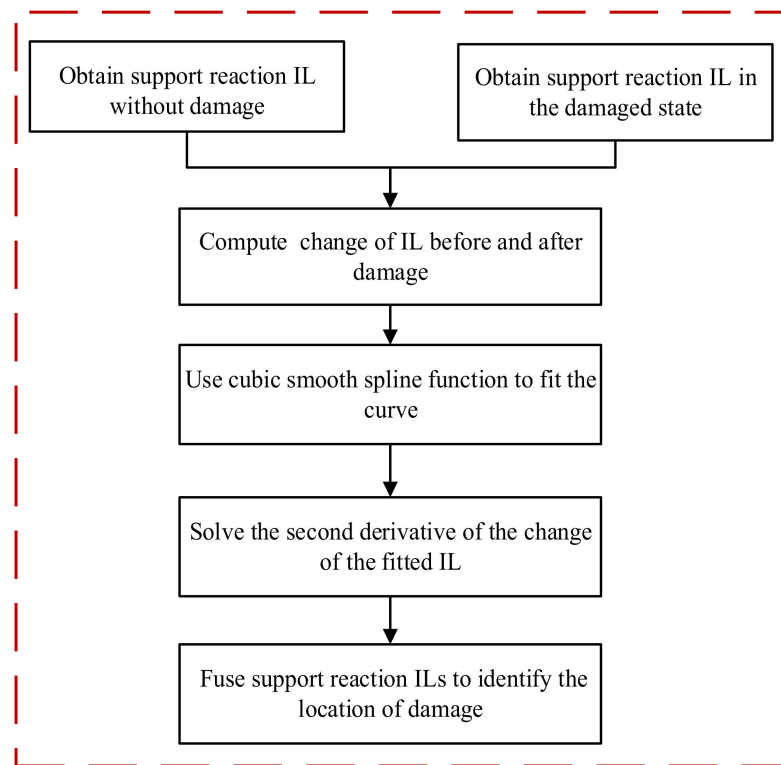 Obtain support reaction IL
without damage
Obtain support reaction IL in
the damaged state
Compute change of IL before and after
damage
Use cubic smooth spline function to fit the
curve
Solve the second derivative of the change
of the fitted IL
Fuse support reaction ILs to identify the
location of damage